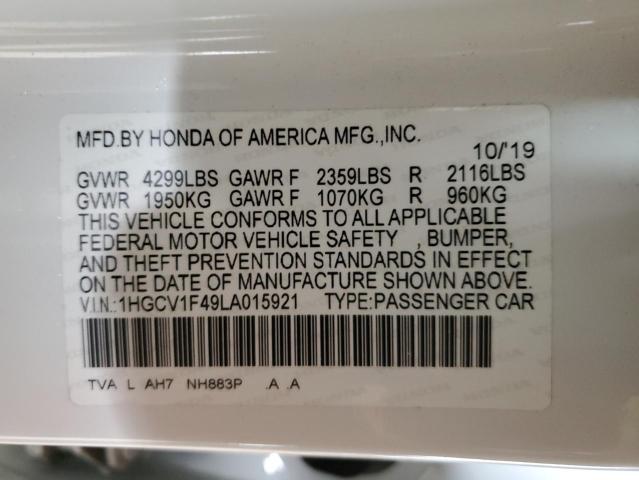 MFD.BY HONDA OF AMERICA MFG.,INC.
10/19
GVWR 4299LBS GAWR F 2359LBS R 2116LBS
GVWR 1950KG GAWR F 1070KG R 960KG
THIS VEHICLE CONFORMS TO ALL APPLICABLE
FEDERAL MOTOR VEHICLE SAFETY , BUMPER,
AND THEFT PREVENTION STANDARDS IN EFFECT
ON THE DATE OF MANUFACTURE SHOWN ABOVE.
V.I.N.:1HGCV1F49LA015921 TYPE:PASSENGER CAR
TVA L AH7 NH883P .A .A